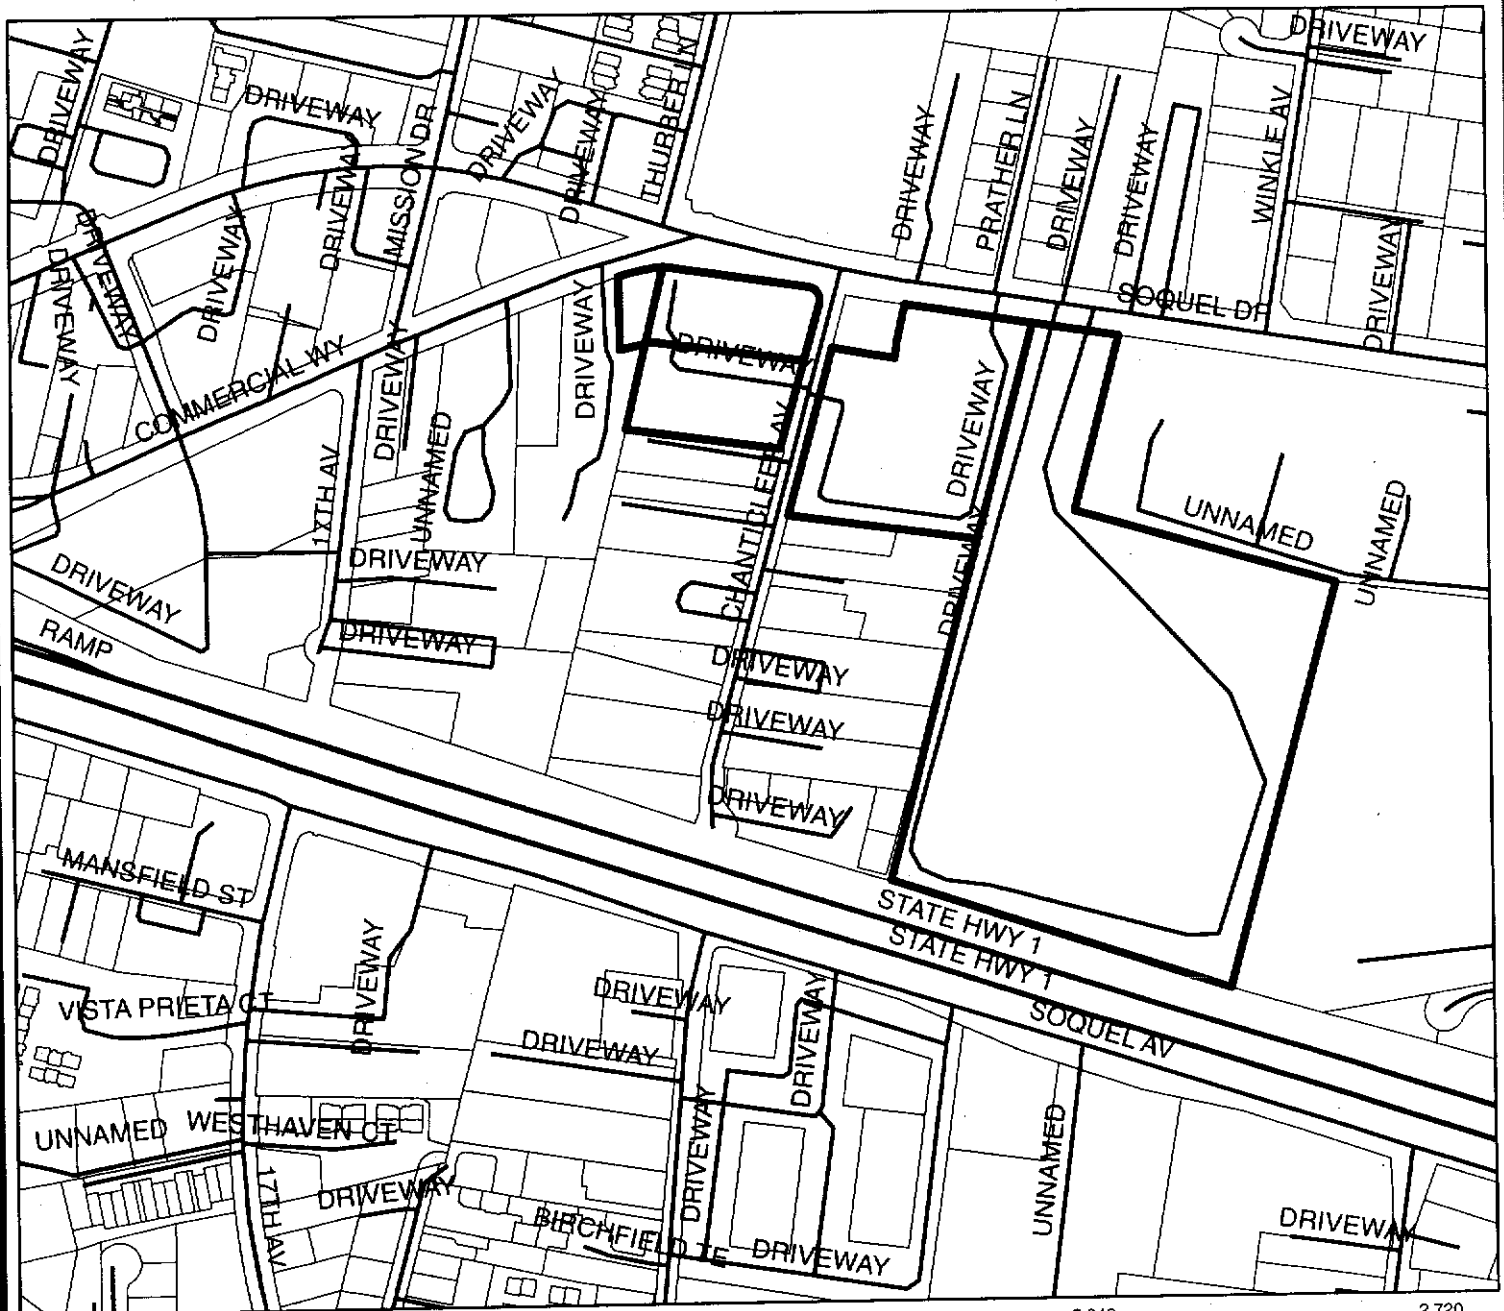 DRIVEWAY
DRIVEWAY
DRIVEWAY
DRIVEWAY
DRIVEWAY
THURBER LN
MISSION DR
DRIVEWAY
DRIVEWAY
PRATHER LN
DRIVEWAY
DRIVEWAY
WINKLE AV
DRIVEWAY
DRIVEWAY
DRIVEWAY
DRIVEWAY
DRIVEWAY
SOQUEL DR
DRIVEWAY
DRIVEWAY
COMMERCIAL WY
DRIVEWAY
DRIVEWAY
UNNAMED
17TH AV
CHANTICLEER AV
DRIVEWAY
DRIVEWAY
UNNAMED
UNNAMED
DRIVEWAY
DRIVEWAY
RAMP
DRIVEWAY
DRIVEWAY
DRIVEWAY
DRIVEWAY
MANSFIELD ST
STATE HWY 1
STATE HWY 1
SOQUEL AV
VISTA PRIETA CT
DRIVEWAY
DRIVEWAY
DRIVEWAY
DRIVEWAY
UNNAMED
WESTHAVEN CT
DRIVEWAY
UNNAMED
17TH AV
DRIVEWAY
BIRCHFIELD TE
DRIVEWAY
DRIVEWAY
2,720